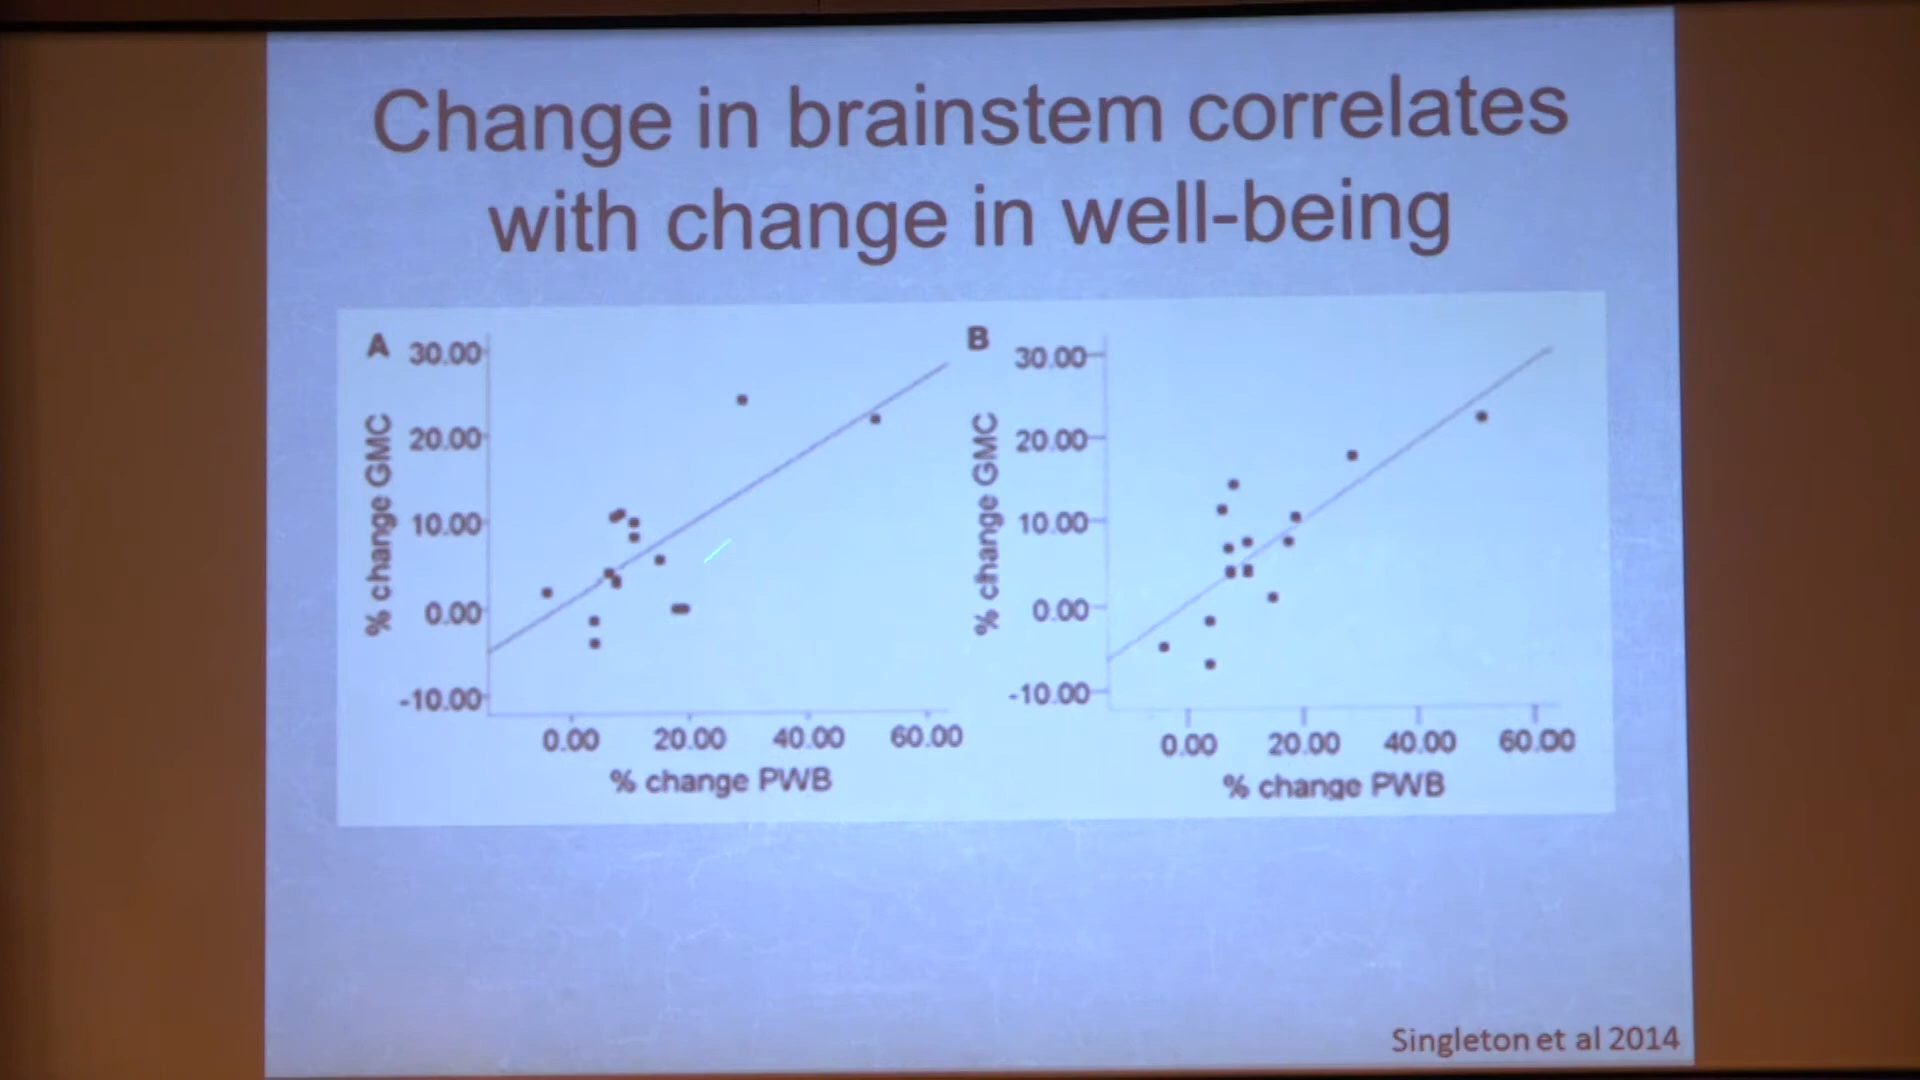 Change in brainstem correlates
with change in well-being
A
30.00
20.00
10.00
0.00
-10.00
% change GMC
0.00 20.00 40.00 60.00
% change PWB
B
30.00
20.00
10.00
0.00
-10.00
% change GMC
0.00 20.00 40.00 60.00
% change PWB
Singleton et al 2014